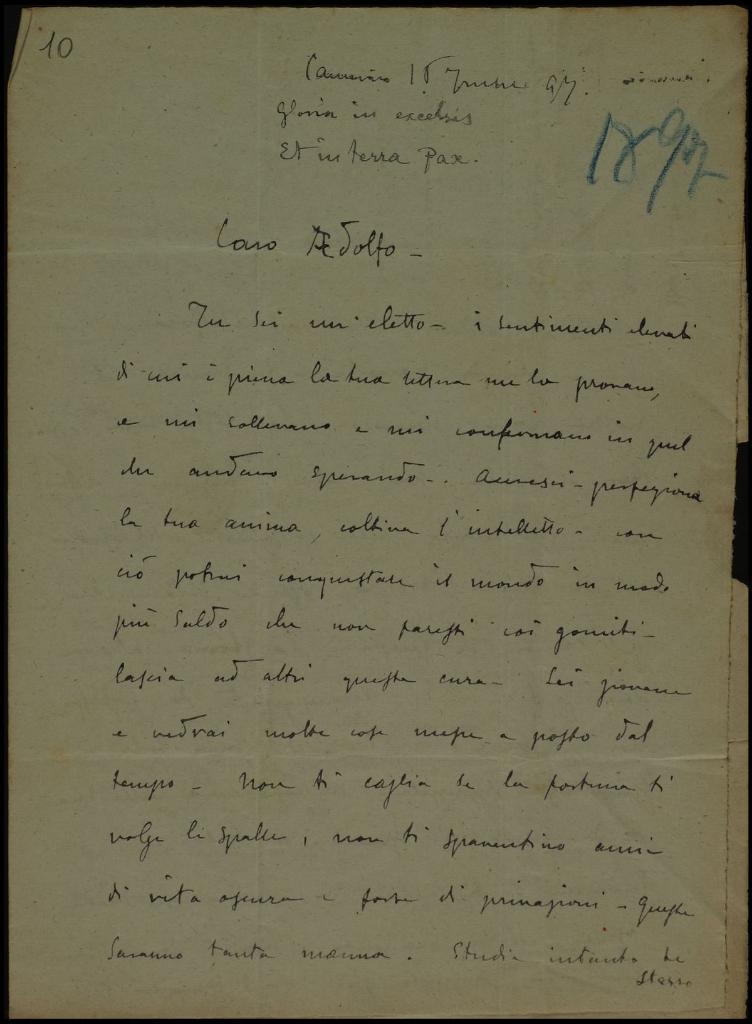 10
18 97.
Gloria in excelsis
Et in terra Pax.
1897
Caro Adolfo -
Tu sei un' eletto - i sentimenti elevati
di cui è piena la tua lettera me lo provano,
e mi sollevano e mi confermano in quel
che andavo sperando -. - perfeziona
la tua anima, coltiva l'intelletto - con
ciò potrai conquistare il mondo in modo
più saldo che non faresti coi gomiti -
lascia ad altri questa cura - Sei giovane
e vedrai molte cose messe a posto dal
tempo - Non ti caglia se la fortuna ti
volge le spalle, non ti spaventino anni
di vita oscura e forse di privazioni - Queste
saranno tanta manna. Studia intanto te
stesso